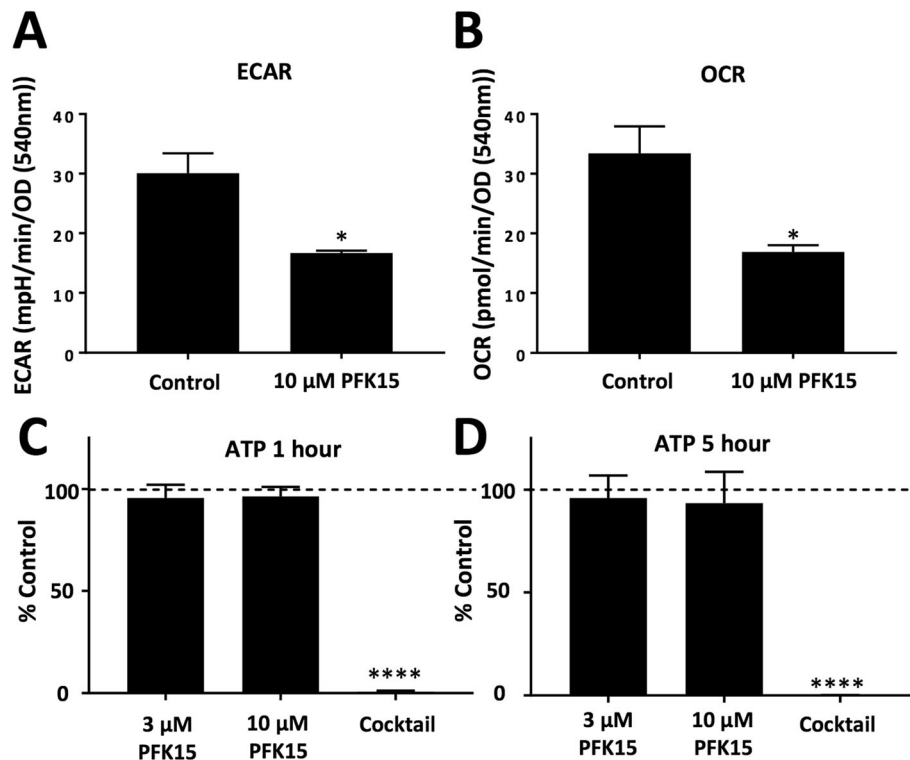 A
ECAR
ECAR (mpH/min/OD (540nm))
40
30
20
10
0
*
Control
10 μM PFK15
B
OCR
OCR (pmol/min/OD (540nm))
40
30
20
10
0
*
Control
10 μM PFK15
C
ATP 1 hour
% Control
100
50
0
****
3 μM
PFK15
10 μM
PFK15
Cocktail
D
ATP 5 hour
% Control
100
50
0
****
3 μM
PFK15
10 μM
PFK15
Cocktail